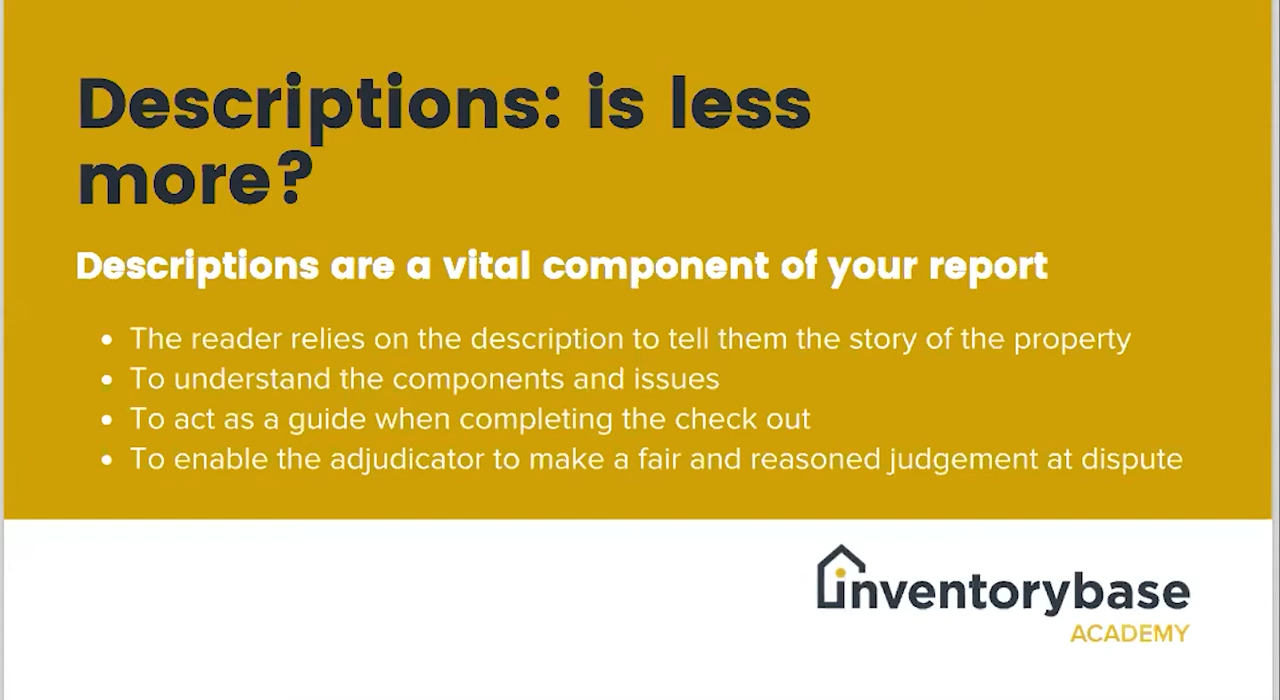 Descriptions: is less
more?
Descriptions are a vital component of your report
• The reader relies on the description to tell them the story of the property
• To understand the components and issues
• To act as a guide when completing the check out
• To enable the adjudicator to make a fair and reasoned judgement at dispute
inventorybase
ACADEMY